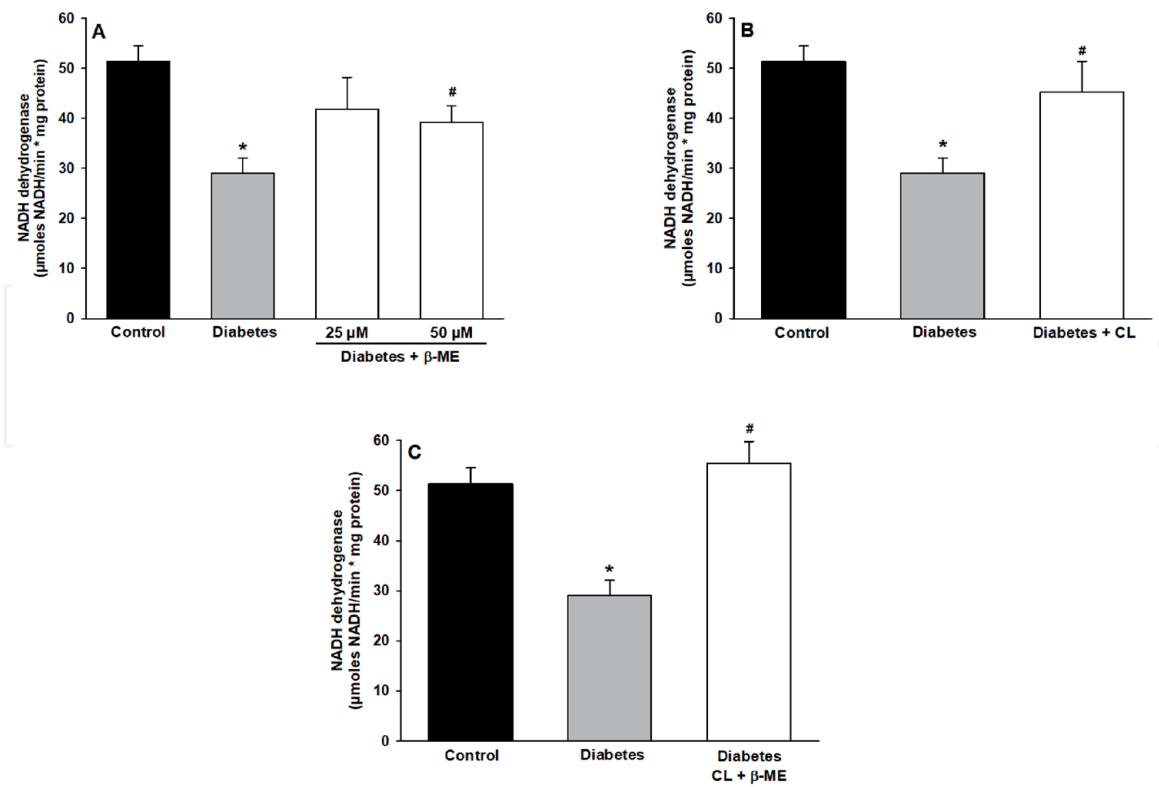 A
NADH dehydrogenase
(µmoles NADH/min * mg protein)
60
50
40
30
20
10
0
*
#
Control
Diabetes
25 µM
50 µM
Diabetes + β-ME
B
NADH dehydrogenase
(µmoles NADH/min * mg protein)
60
50
40
30
20
10
0
*
#
Control
Diabetes
Diabetes + CL
C
NADH dehydrogenase
(µmoles NADH/min * mg protein)
60
50
40
30
20
10
0
*
#
Control
Diabetes
Diabetes
CL + β-ME